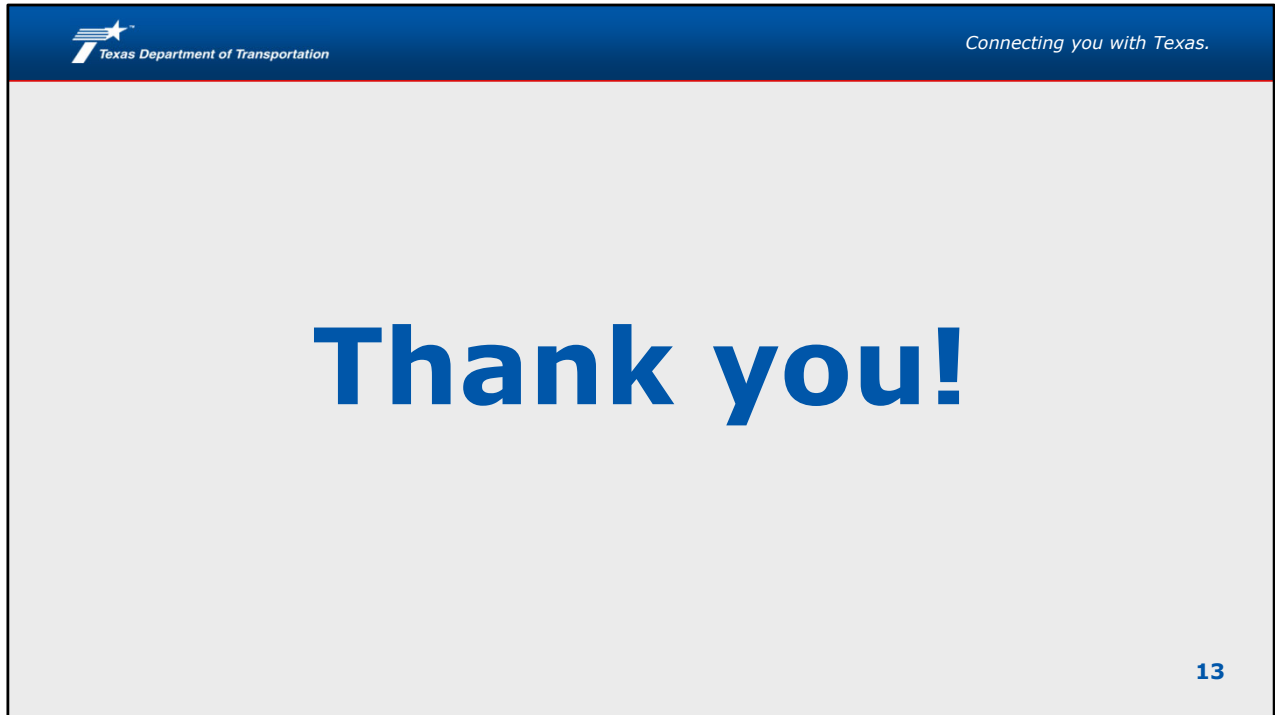 Texas Department of Transportation
Connecting you with Texas.
Thank you!
13